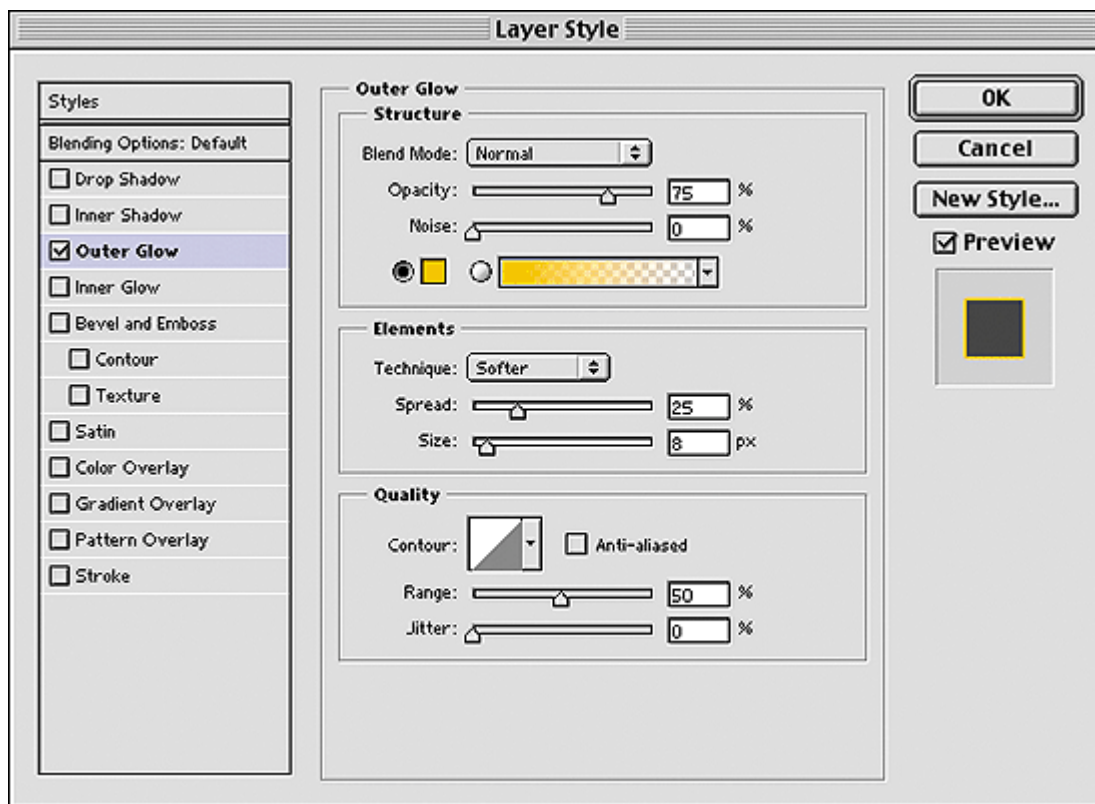 Layer Style
Styles
Blending Options: Default
Drop Shadow
Inner Shadow
Outer Glow
Inner Glow
Bevel and Emboss
Contour
Texture
Satin
Color Overlay
Gradient Overlay
Pattern Overlay
Stroke
Outer Glow
Structure
Blend Mode: Normal
Opacity: 75 %
Noise: 0 %
Elements
Technique: Softer
Spread: 25 %
Size: 8 px
Quality
Contour: Anti-aliased
Range: 50 %
Jitter: 0 %
OK
Cancel
New Style...
Preview